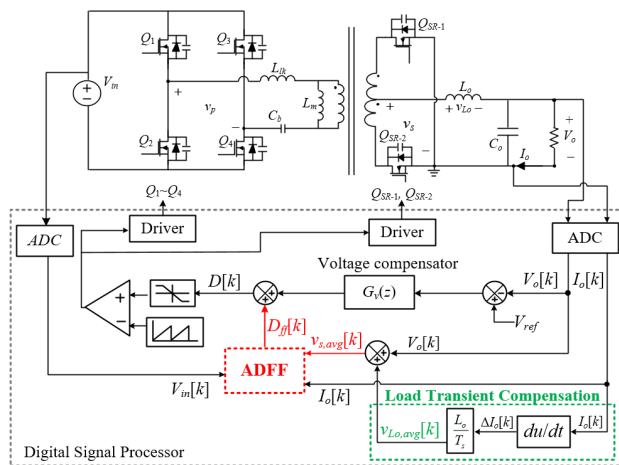 Q1
Q3
QSR-1
Vin
+
vp
−
Llk
Lm
Cb
Q2
Q4
Lo
+ vLo −
+
vs
−
QSR-2
Co
Io
+
Vo
−
Q1~Q4
QSR-1, QSR-2
ADC
Driver
Driver
ADC
Voltage compensator
D[k]
Gv(z)
Vo[k]
Io[k]
Vref
Dff[k]
vs,avg[k]
Vo[k]
ADFF
Vin[k]
Io[k]
Load Transient Compensation
vLo,avg[k]
Lo
Ts
ΔIo[k]
du/dt
Io[k]
Digital Signal Processor